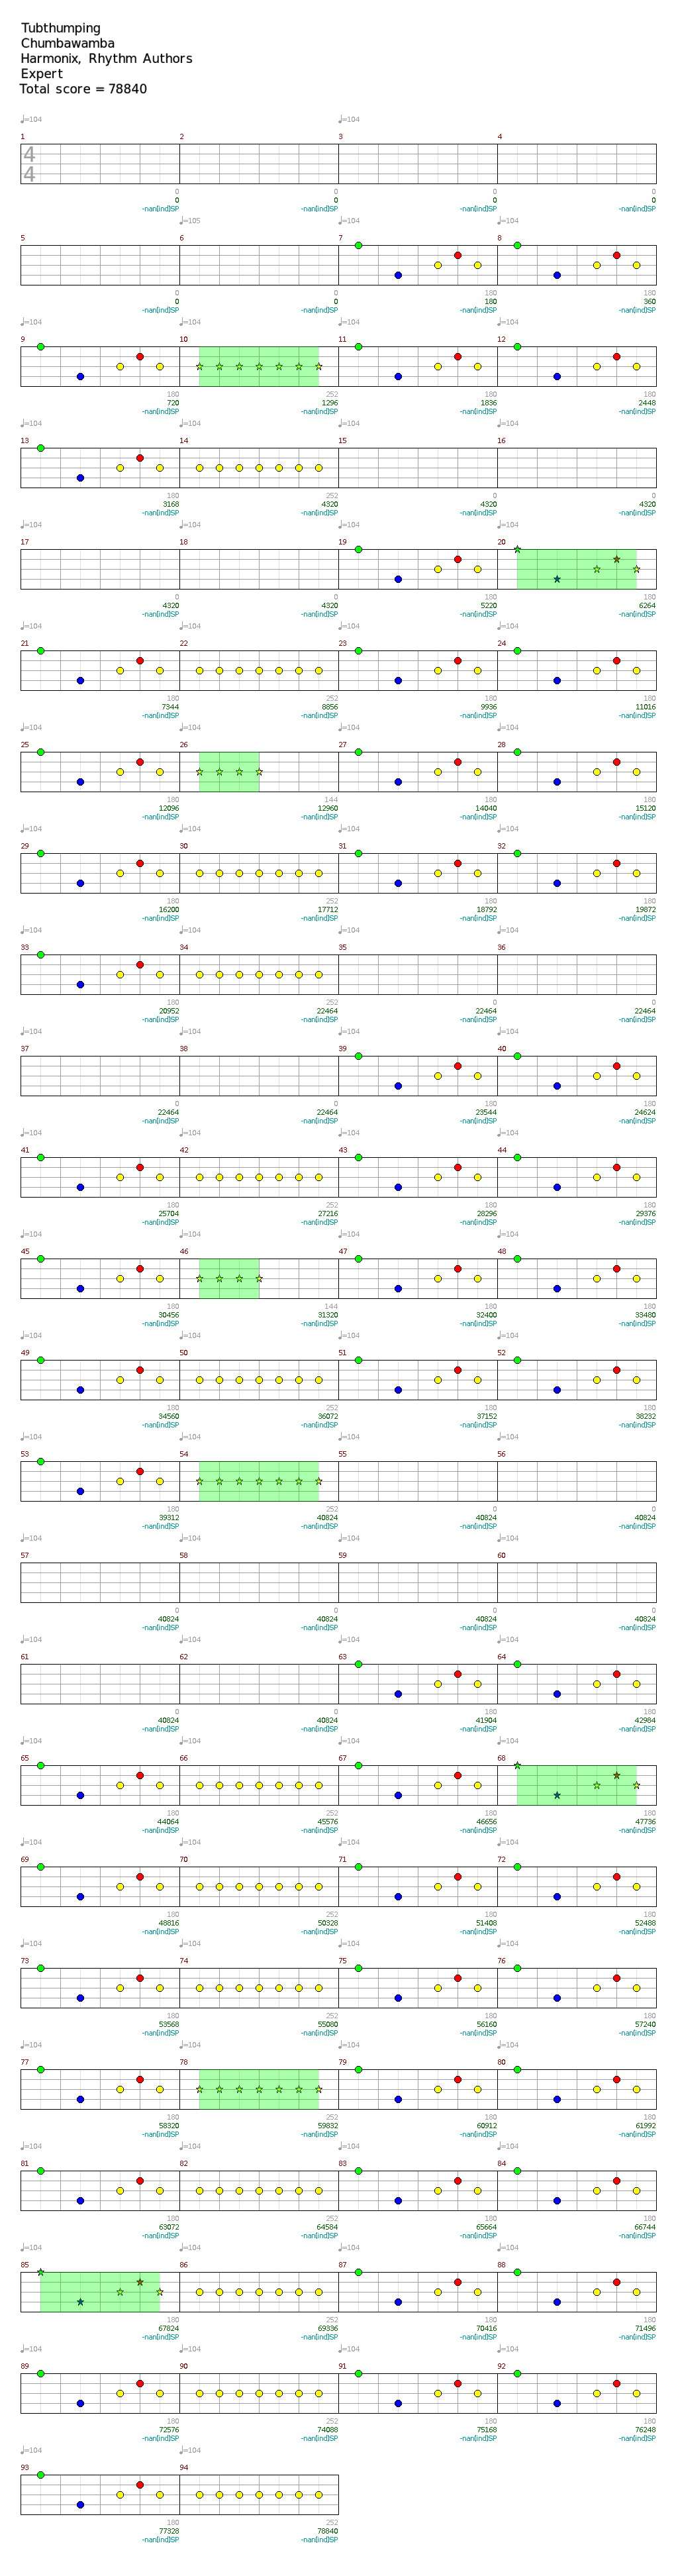 Tubthumping
Chumbawamba
Harmonix, Rhythm Authors
Expert
Total score = 78840
♩=104 ♩=104
1 2 3 4
4
4
0 0 0 0
0 0 0 0
-nan[ind]SP -nan[ind]SP -nan[ind]SP -nan[ind]SP
♩=105 ♩=104 ♩=104
5 6 7 8
0 0 180 180
0 0 180 360
-nan[ind]SP -nan[ind]SP -nan[ind]SP -nan[ind]SP
♩=104 ♩=104 ♩=104 ♩=104
9 10 11 12
180 252 180 180
720 1296 1836 2448
-nan[ind]SP -nan[ind]SP -nan[ind]SP -nan[ind]SP
♩=104 ♩=104 ♩=104 ♩=104
13 14 15 16
180 252 0 0
3168 4320 4320 4320
-nan[ind]SP -nan[ind]SP -nan[ind]SP -nan[ind]SP
♩=104 ♩=104 ♩=104 ♩=104
17 18 19 20
0 0 180 180
4320 4320 5220 6264
-nan[ind]SP -nan[ind]SP -nan[ind]SP -nan[ind]SP
♩=104 ♩=104 ♩=104 ♩=104
21 22 23 24
180 252 180 180
7344 8856 9936 11016
-nan[ind]SP -nan[ind]SP -nan[ind]SP -nan[ind]SP
♩=104 ♩=104 ♩=104 ♩=104
25 26 27 28
180 144 180 180
12096 12960 14040 15120
-nan[ind]SP -nan[ind]SP -nan[ind]SP -nan[ind]SP
♩=104 ♩=104 ♩=104 ♩=104
29 30 31 32
180 252 180 180
16200 17712 18792 19872
-nan[ind]SP -nan[ind]SP -nan[ind]SP -nan[ind]SP
♩=104 ♩=104 ♩=104 ♩=104
33 34 35 36
180 252 0 0
20952 22464 22464 22464
-nan[ind]SP -nan[ind]SP -nan[ind]SP -nan[ind]SP
♩=104 ♩=104 ♩=104 ♩=104
37 38 39 40
0 0 180 180
22464 22464 23544 24624
-nan[ind]SP -nan[ind]SP -nan[ind]SP -nan[ind]SP
♩=104 ♩=104 ♩=104 ♩=104
41 42 43 44
180 252 180 180
25704 27216 28296 29376
-nan[ind]SP -nan[ind]SP -nan[ind]SP -nan[ind]SP
♩=104 ♩=104 ♩=104 ♩=104
45 46 47 48
180 144 180 180
30456 31320 32400 33480
-nan[ind]SP -nan[ind]SP -nan[ind]SP -nan[ind]SP
♩=104 ♩=104 ♩=104 ♩=104
49 50 51 52
180 252 180 180
34560 36072 37152 38232
-nan[ind]SP -nan[ind]SP -nan[ind]SP -nan[ind]SP
♩=104 ♩=104 ♩=104 ♩=104
53 54 55 56
180 252 0 0
39312 40824 40824 40824
-nan[ind]SP -nan[ind]SP -nan[ind]SP -nan[ind]SP
♩=104 ♩=104 ♩=104 ♩=104
57 58 59 60
0 0 0 0
40824 40824 40824 40824
-nan[ind]SP -nan[ind]SP -nan[ind]SP -nan[ind]SP
♩=104 ♩=104 ♩=104 ♩=104
61 62 63 64
0 0 180 180
40824 40824 41904 42984
-nan[ind]SP -nan[ind]SP -nan[ind]SP -nan[ind]SP
♩=104 ♩=104 ♩=104 ♩=104
65 66 67 68
180 252 180 180
44064 45576 46656 47736
-nan[ind]SP -nan[ind]SP -nan[ind]SP -nan[ind]SP
♩=104 ♩=104 ♩=104 ♩=104
69 70 71 72
180 252 180 180
48816 50328 51408 52488
-nan[ind]SP -nan[ind]SP -nan[ind]SP -nan[ind]SP
♩=104 ♩=104 ♩=104 ♩=104
73 74 75 76
180 252 180 180
53568 55080 56160 57240
-nan[ind]SP -nan[ind]SP -nan[ind]SP -nan[ind]SP
♩=104 ♩=104 ♩=104 ♩=104
77 78 79 80
180 252 180 180
58320 59832 60912 61992
-nan[ind]SP -nan[ind]SP -nan[ind]SP -nan[ind]SP
♩=104 ♩=104 ♩=104 ♩=104
81 82 83 84
180 252 180 180
63072 64584 65664 66744
-nan[ind]SP -nan[ind]SP -nan[ind]SP -nan[ind]SP
♩=104 ♩=104 ♩=104 ♩=104
85 86 87 88
180 252 180 180
67824 69336 70416 71496
-nan[ind]SP -nan[ind]SP -nan[ind]SP -nan[ind]SP
♩=104 ♩=104 ♩=104 ♩=104
89 90 91 92
180 252 180 180
72576 74088 75168 76248
-nan[ind]SP -nan[ind]SP -nan[ind]SP -nan[ind]SP
♩=104 ♩=104
93 94
180 252
77328 78840
-nan[ind]SP -nan[ind]SP